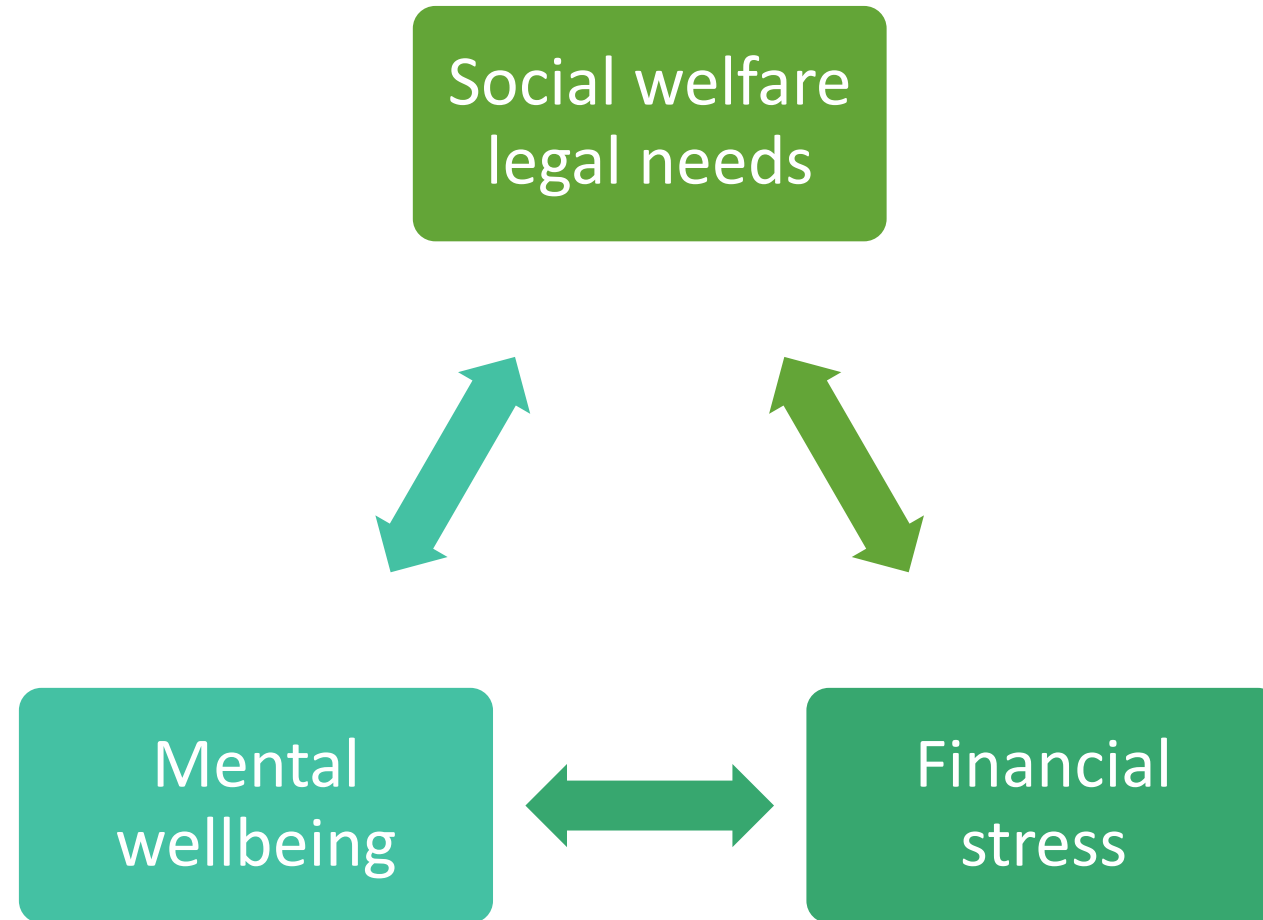 Social welfare
legal needs
Mental
wellbeing
Financial
stress